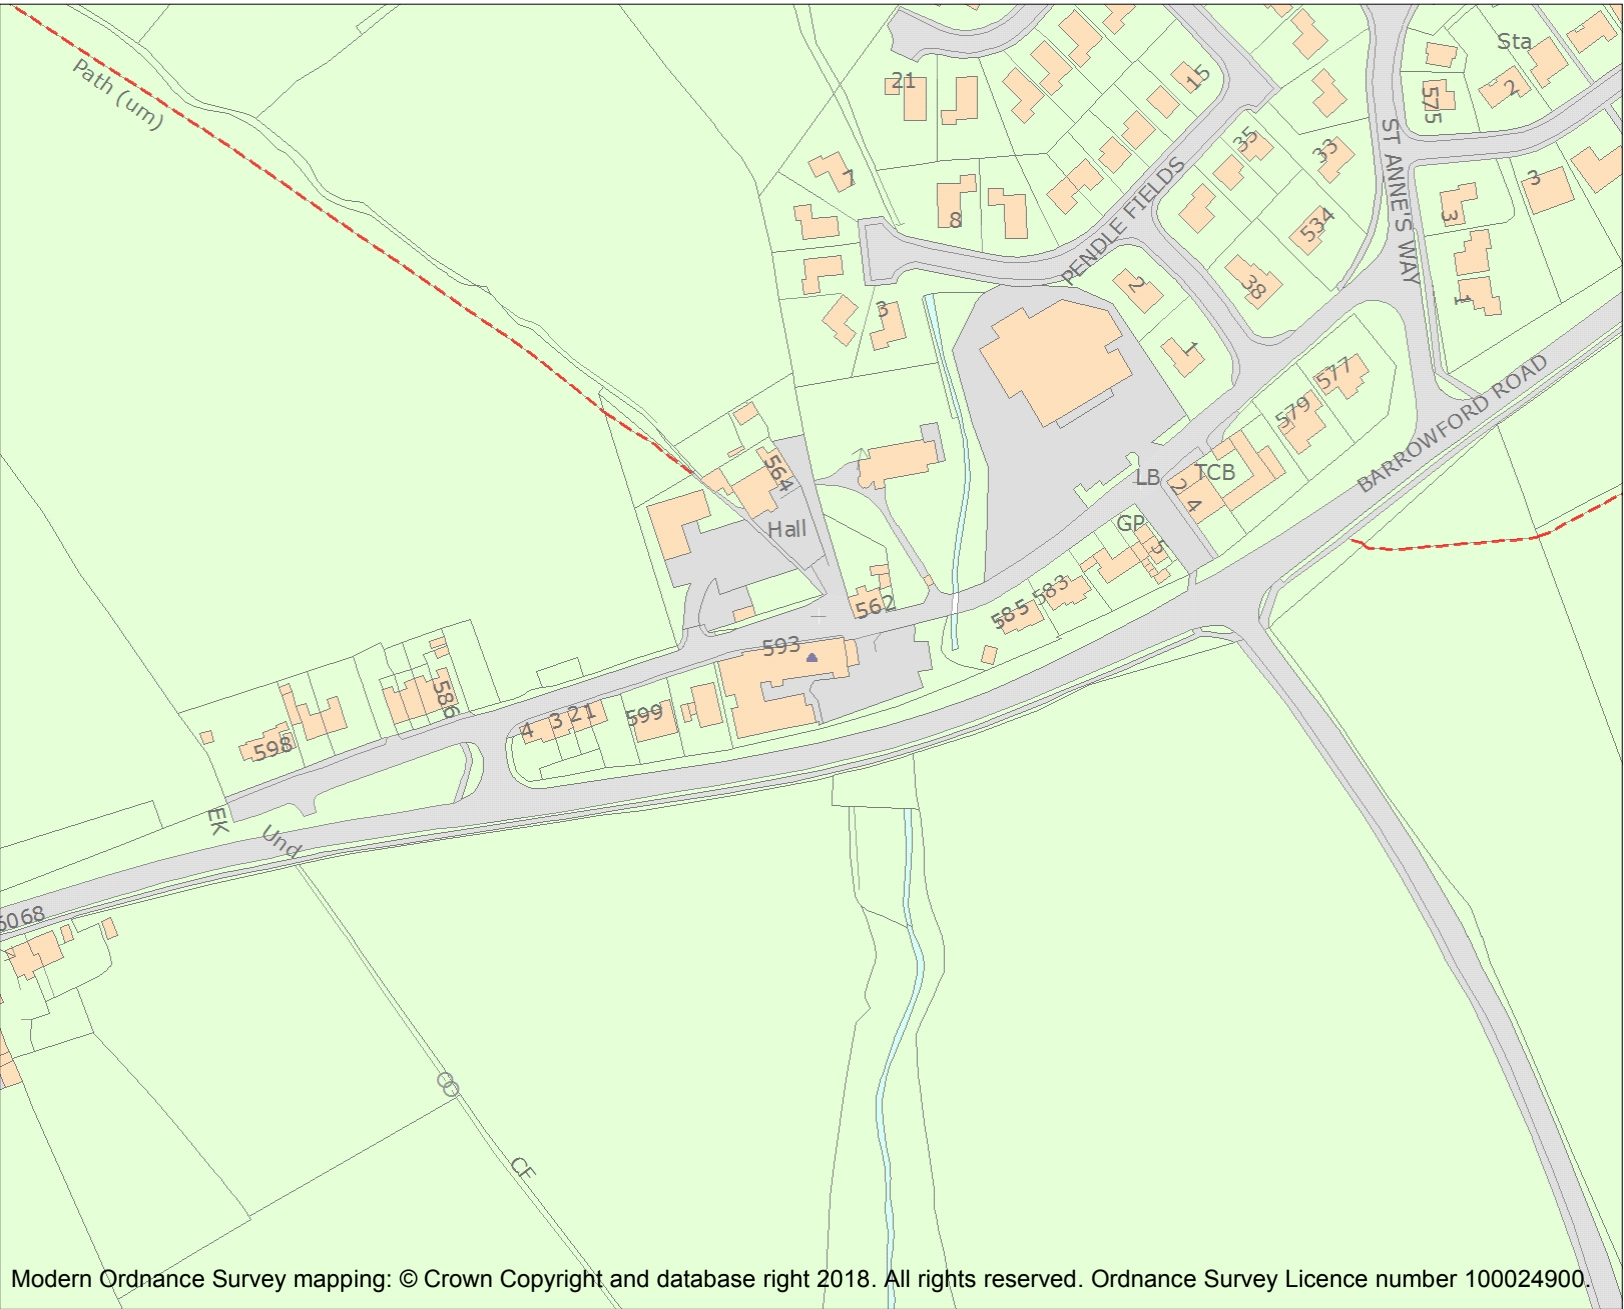 Sta
Path (um)
21
15
2
575
ST ANNE'S WAY
35
33
7
PENDLE FIELDS
3
8
3
534
2
38
1
3
1
577
BARROWFORD ROAD
579
564
LB
TCB
2 4
Hall
GP
5
562
583
585
593
586
4 3 2 1
599
598
EK
Und
6068
CF
Modern Ordnance Survey mapping: © Crown Copyright and database right 2018. All rights reserved. Ordnance Survey Licence number 100024900.